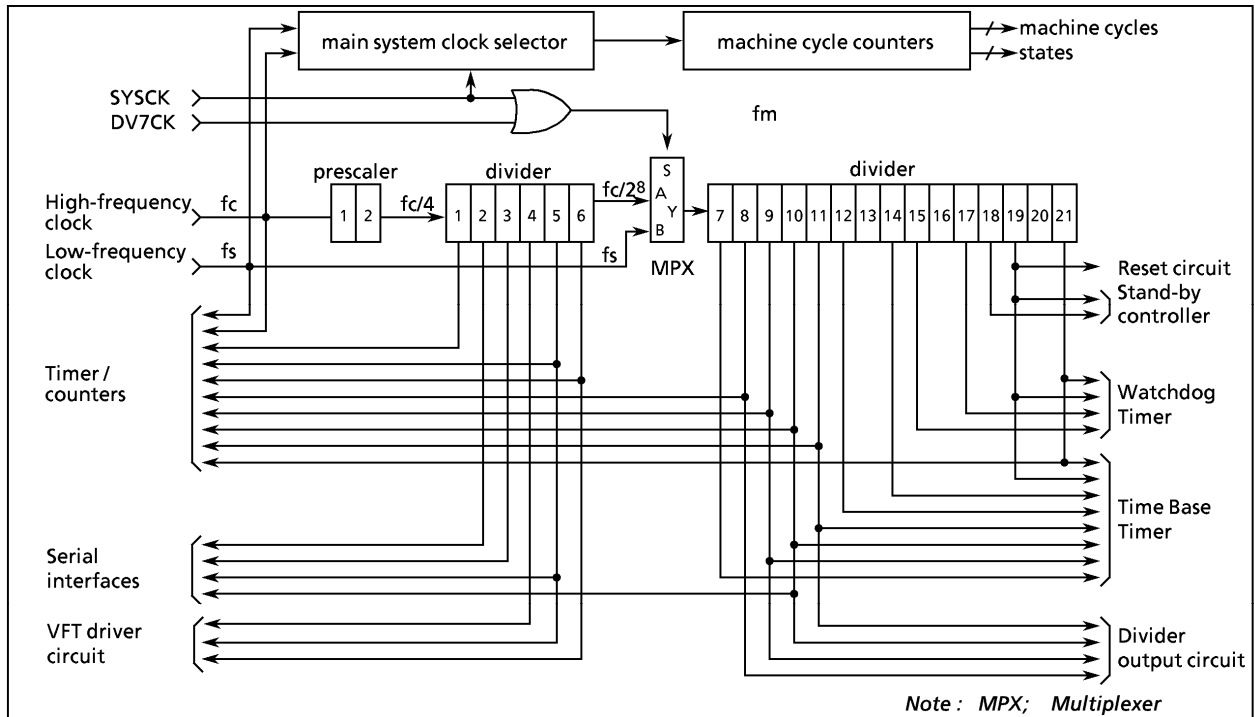 main system clock selector
machine cycle counters
machine cycles
states
SYSCK
DV7CK
fm
prescaler
divider
divider
High-frequency
clock
fc
1 2
fc/4
1 2 3 4 5 6
fc/2⁸
S
A
Y
B
MPX
7 8 9 10 11 12 13 14 15 16 17 18 19 20 21
Low-frequency
clock
fs
fs
Reset circuit
Stand-by
controller
Timer /
counters
Watchdog
Timer
Time Base
Timer
Serial
interfaces
VFT driver
circuit
Divider
output circuit
Note : MPX; Multiplexer